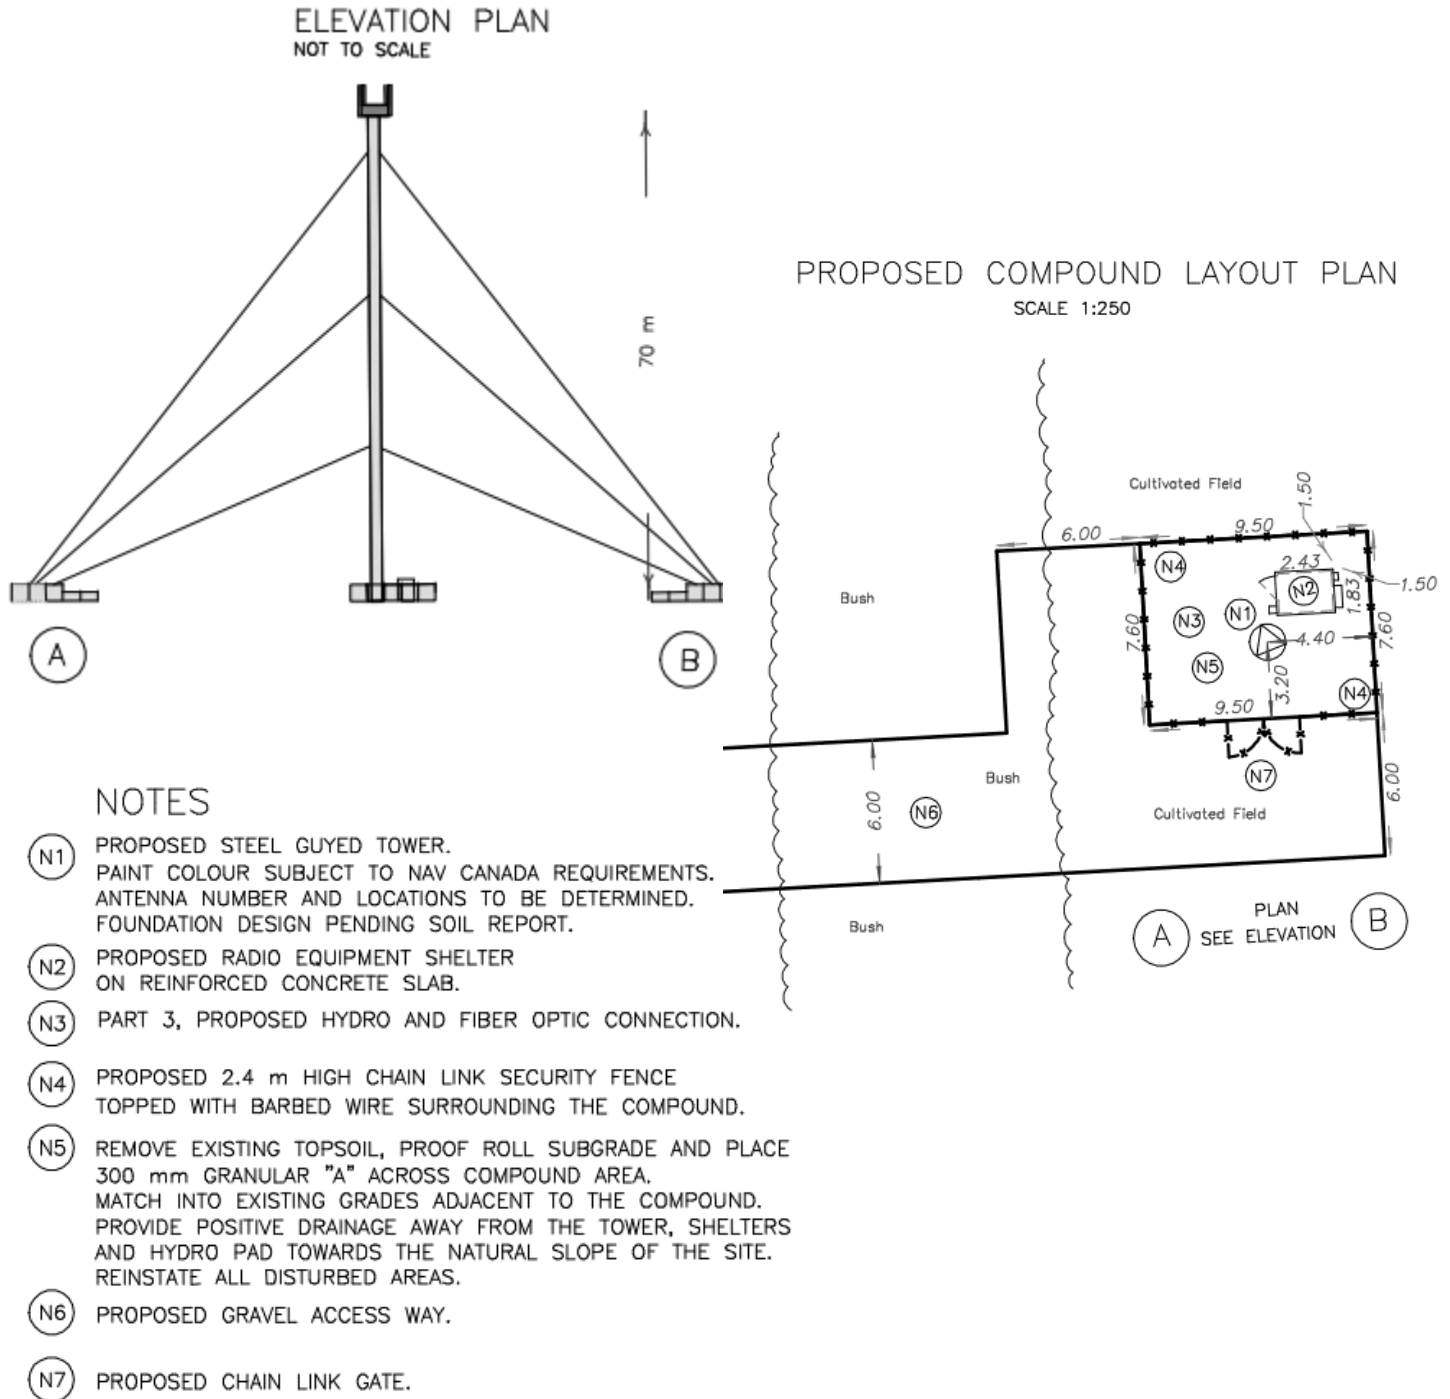 ELEVATION PLAN
NOT TO SCALE
70 m
A
B
PROPOSED COMPOUND LAYOUT PLAN
SCALE 1:250
Cultivated Field
1.50
6.00
9.50
N4
2.43
N2
1.83
1.50
Bush
N1
N3
7.60
4.40
7.60
N5
3.20
N4
9.50
N7
Bush
6.00
N6
6.00
Cultivated Field
Bush
A
PLAN
SEE ELEVATION
B
NOTES
N1
PROPOSED STEEL GUYED TOWER.
PAINT COLOUR SUBJECT TO NAV CANADA REQUIREMENTS.
ANTENNA NUMBER AND LOCATIONS TO BE DETERMINED.
FOUNDATION DESIGN PENDING SOIL REPORT.
N2
PROPOSED RADIO EQUIPMENT SHELTER
ON REINFORCED CONCRETE SLAB.
N3
PART 3, PROPOSED HYDRO AND FIBER OPTIC CONNECTION.
N4
PROPOSED 2.4 m HIGH CHAIN LINK SECURITY FENCE
TOPPED WITH BARBED WIRE SURROUNDING THE COMPOUND.
N5
REMOVE EXISTING TOPSOIL, PROOF ROLL SUBGRADE AND PLACE
300 mm GRANULAR "A" ACROSS COMPOUND AREA.
MATCH INTO EXISTING GRADES ADJACENT TO THE COMPOUND.
PROVIDE POSITIVE DRAINAGE AWAY FROM THE TOWER, SHELTERS
AND HYDRO PAD TOWARDS THE NATURAL SLOPE OF THE SITE.
REINSTATE ALL DISTURBED AREAS.
N6
PROPOSED GRAVEL ACCESS WAY.
N7
PROPOSED CHAIN LINK GATE.